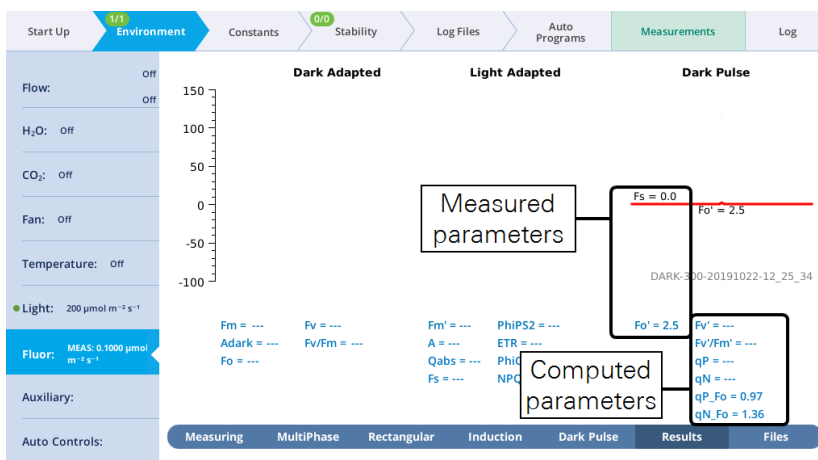 Start Up
1/1
Environment
Constants
0/0
Stability
Log Files
Auto
Programs
Measurements
Log
Flow:
Off
Off
H₂O: Off
CO₂: Off
Fan: Off
Temperature: Off
Light: 200 µmol m⁻² s⁻¹
Fluor: MEAS: 0.1000 µmol
m⁻² s⁻¹
Auxiliary:
Auto Controls:
Dark Adapted
Light Adapted
Dark Pulse
150
100
50
0
-50
-100
Measured
parameters
Fs = 0.0
Fo' = 2.5
DARK-300-20191022-12_25_34
Fm = ---
Adark = ---
Fo = ---
Fv = ---
Fv/Fm = ---
Fm' = ---
A = ---
Qabs = ---
Fs = ---
PhiPS2 = ---
ETR = ---
Computed
parameters
Fo' = 2.5
Fv' = ---
Fv'/Fm' = ---
qP = ---
qN = ---
qP_Fo = 0.97
qN_Fo = 1.36
Measuring
MultiPhase
Rectangular
Induction
Dark Pulse
Results
Files